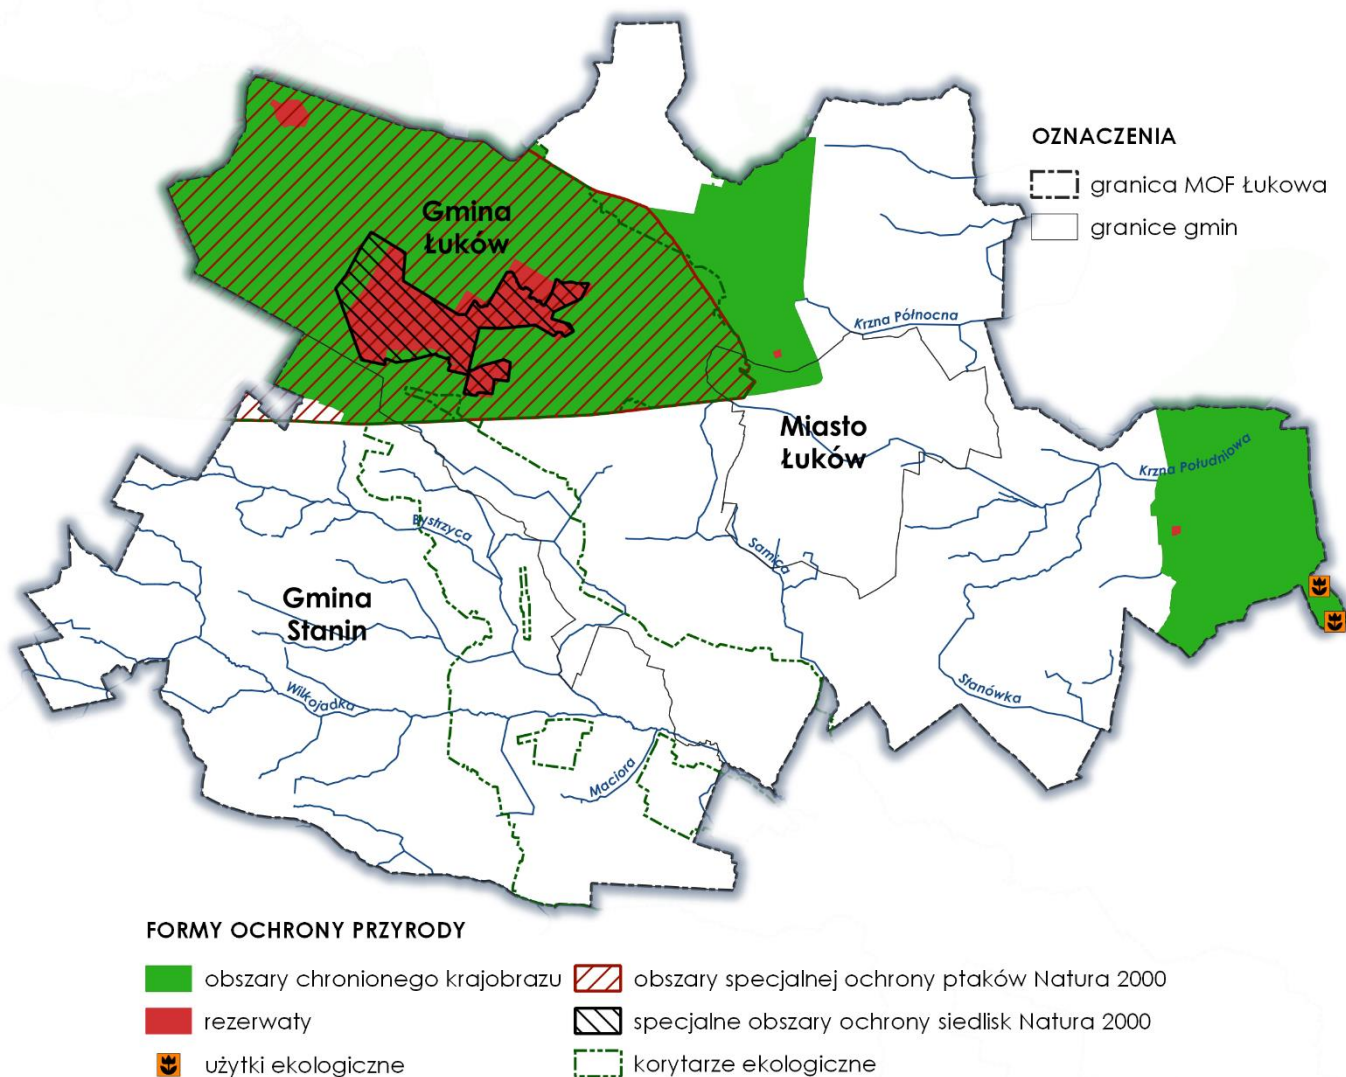 OZNACZENIA
granica MOF Łukowa
granice gmin
Gmina
Łuków
Krzna Północna
Miasto
Łuków
Krzna Południowa
Bystrzyca
Samica
Gmina
Stanin
Wilkojadka
Stanówka
Maciora
FORMY OCHRONY PRZYRODY
obszary chronionego krajobrazu
obszary specjalnej ochrony ptaków Natura 2000
rezerwaty
specjalne obszary ochrony siedlisk Natura 2000
użytki ekologiczne
korytarze ekologiczne